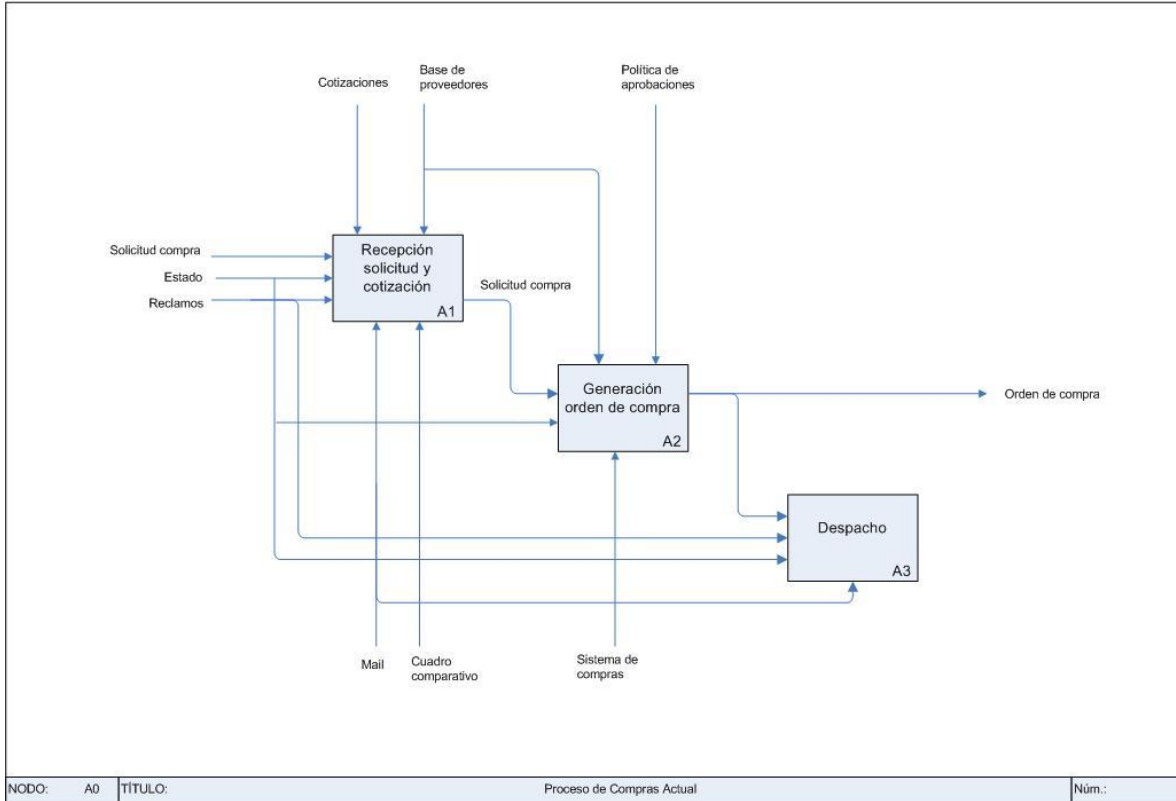 Cotizaciones
Base de
proveedores
Política de
aprobaciones
Solicitud compra
Estado
Reclamos
Recepción
solicitud y
cotización
A1
Solicitud compra
Generación
orden de compra
A2
Orden de compra
Despacho
A3
Mail
Cuadro
comparativo
Sistema de
compras
NODO: A0 TÍTULO: Proceso de Compras Actual Núm.: